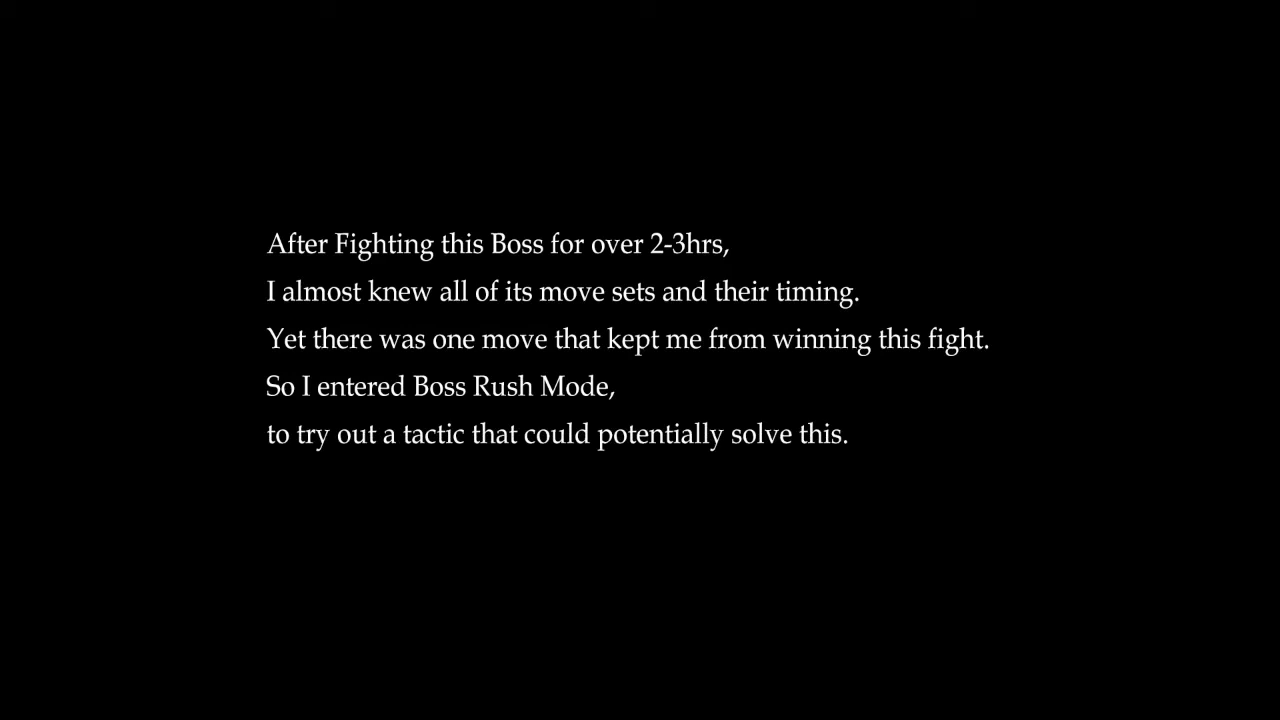 After Fighting this Boss for over 2-3hrs,
I almost knew all of its move sets and their timing.
Yet there was one move that kept me from winning this fight.
So I entered Boss Rush Mode,
to try out a tactic that could potentially solve this.